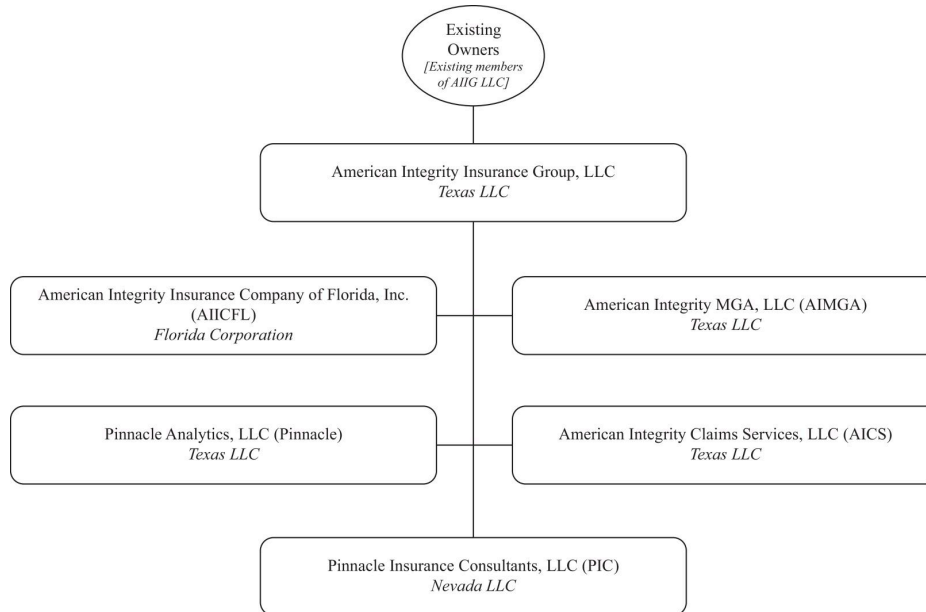 Existing
Owners
[Existing members
of AIIG LLC]
American Integrity Insurance Group, LLC
Texas LLC
American Integrity Insurance Company of Florida, Inc.
(AIICFL)
Florida Corporation
American Integrity MGA, LLC (AIMGA)
Texas LLC
Pinnacle Analytics, LLC (Pinnacle)
Texas LLC
American Integrity Claims Services, LLC (AICS)
Texas LLC
Pinnacle Insurance Consultants, LLC (PIC)
Nevada LLC